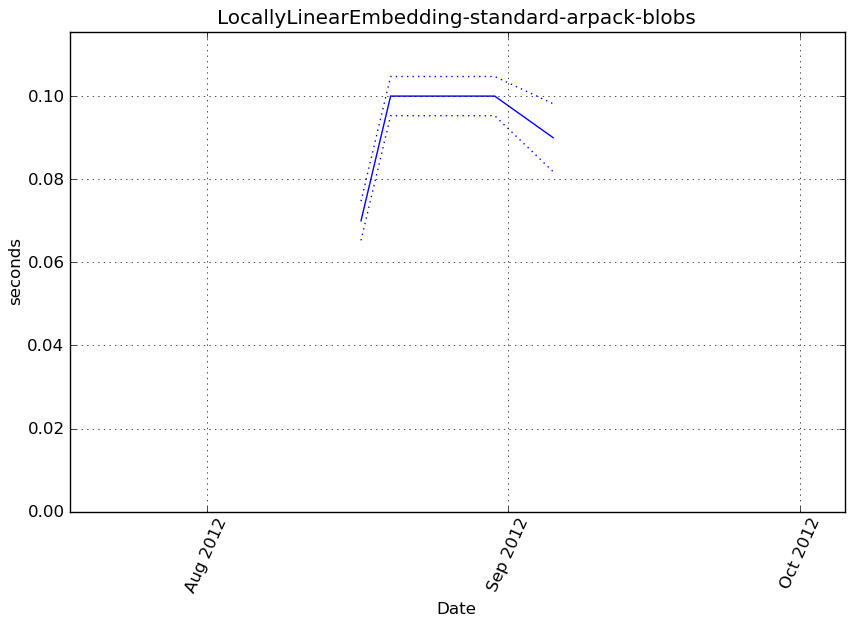 LocallyLinearEmbedding-standard-arpack-blobs
0.10
0.08
0.06
0.04
0.02
0.00
seconds
Aug 2012
Sep 2012
Oct 2012
Date